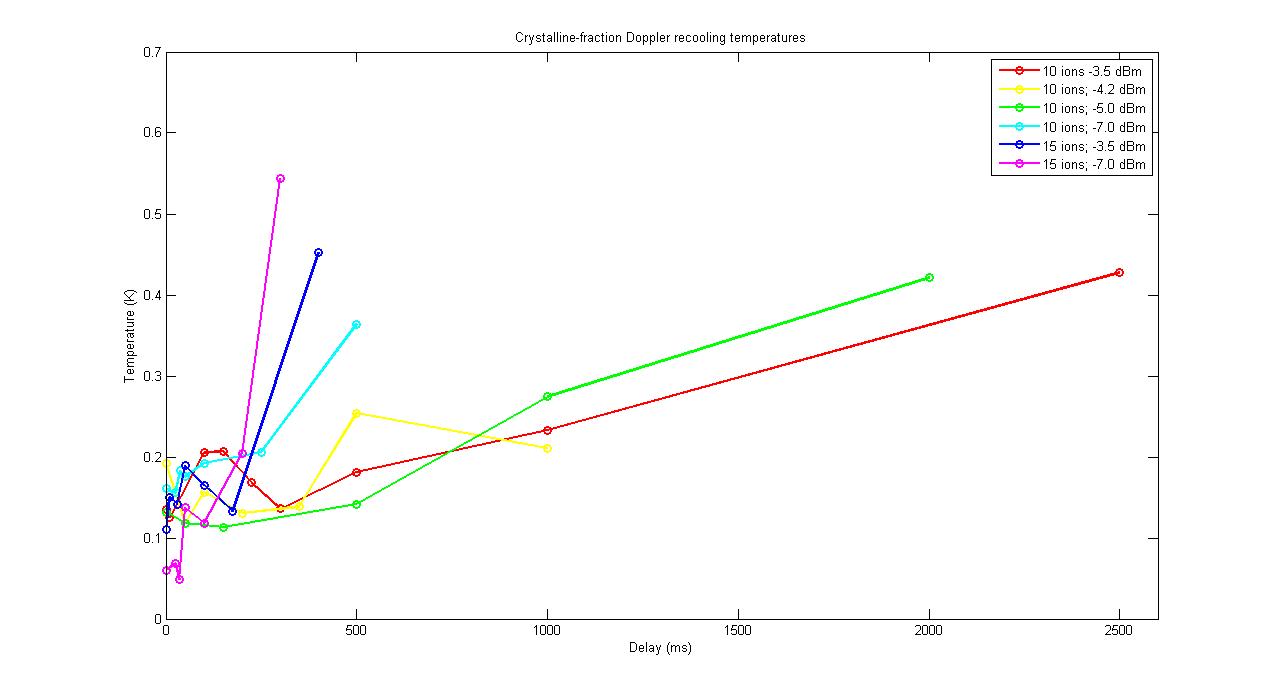 Crystalline-fraction Doppler recooling temperatures
0.7
0.6
0.5
0.4
0.3
0.2
0.1
0
Temperature (K)
10 ions -3.5 dBm
10 ions; -4.2 dBm
10 ions; -5.0 dBm
10 ions; -7.0 dBm
15 ions; -3.5 dBm
15 ions; -7.0 dBm
0 500 1000 1500 2000 2500
Delay (ms)